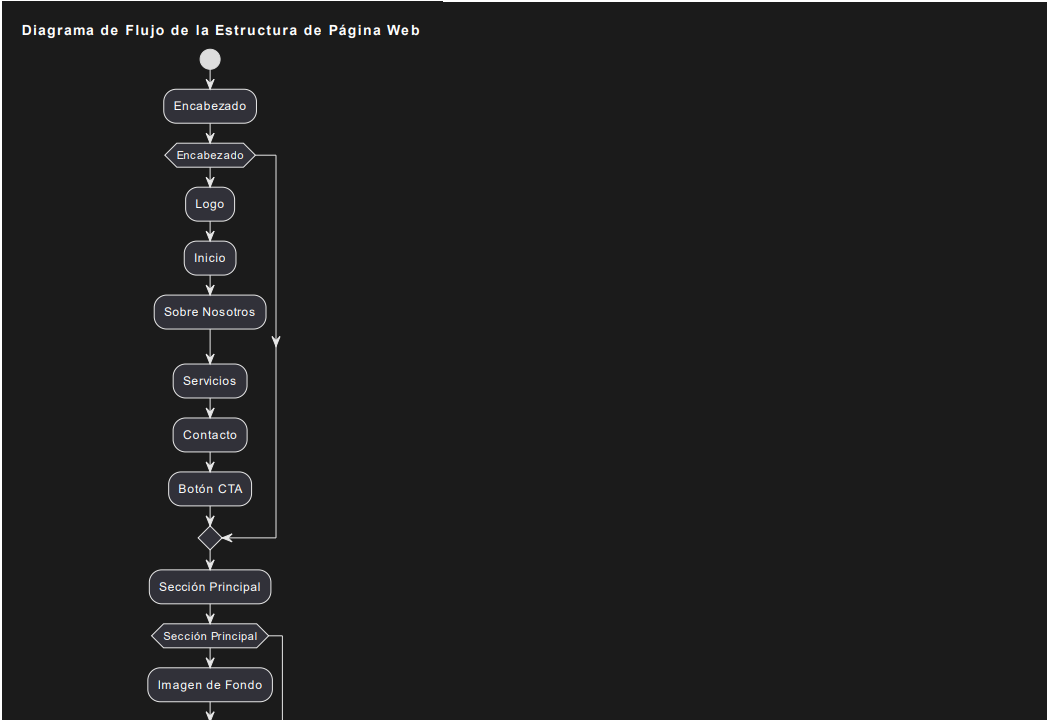 Diagrama de Flujo de la Estructura de Página Web
Encabezado
Encabezado
Logo
Inicio
Sobre Nosotros
Servicios
Contacto
Botón CTA
Sección Principal
Sección Principal
Imagen de Fondo